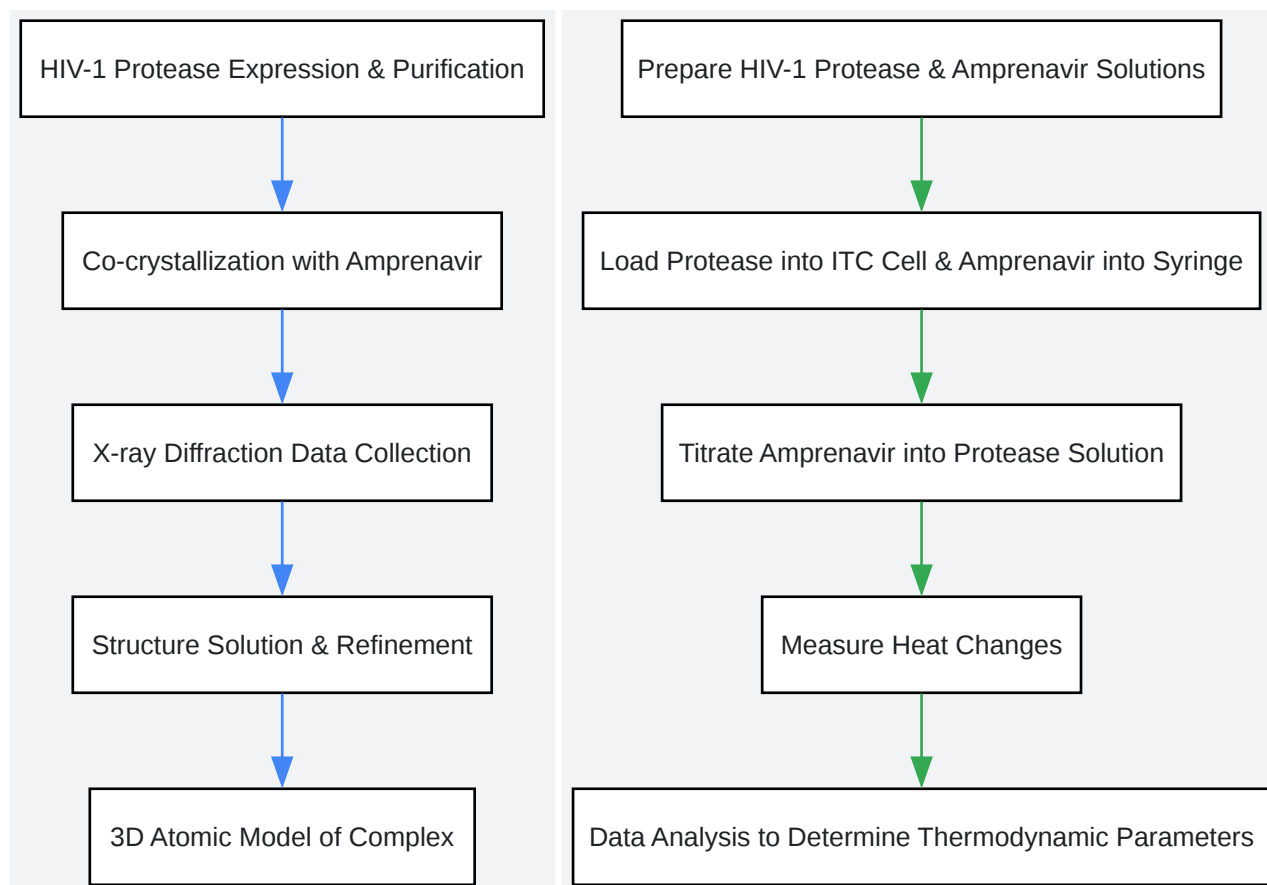 HIV-1 Protease Expression & Purification
Co-crystallization with Amprenavir
X-ray Diffraction Data Collection
Structure Solution & Refinement
3D Atomic Model of Complex
Prepare HIV-1 Protease & Amprenavir Solutions
Load Protease into ITC Cell & Amprenavir into Syringe
Titrate Amprenavir into Protease Solution
Measure Heat Changes
Data Analysis to Determine Thermodynamic Parameters